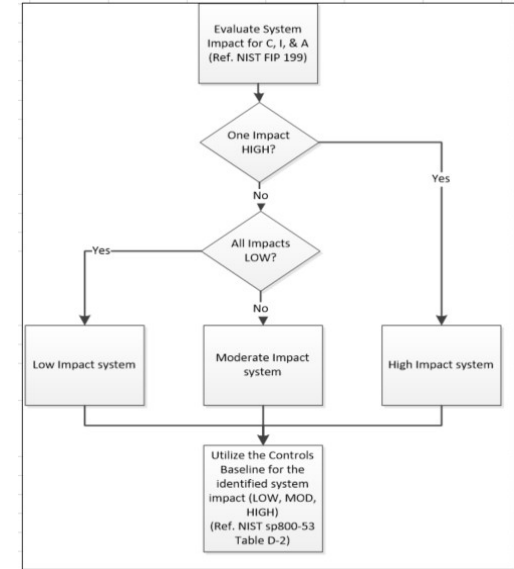 Evaluate System
Impact for C, I, & A
(Ref. NIST FIP 199)
One Impact
HIGH?
Yes
No
All Impacts
LOW?
Yes
No
Low Impact system
Moderate Impact
system
High Impact system
Utilize the Controls
Baseline for the
identified system
impact (LOW, MOD,
HIGH)
(Ref. NIST sp800-53
Table D-2)